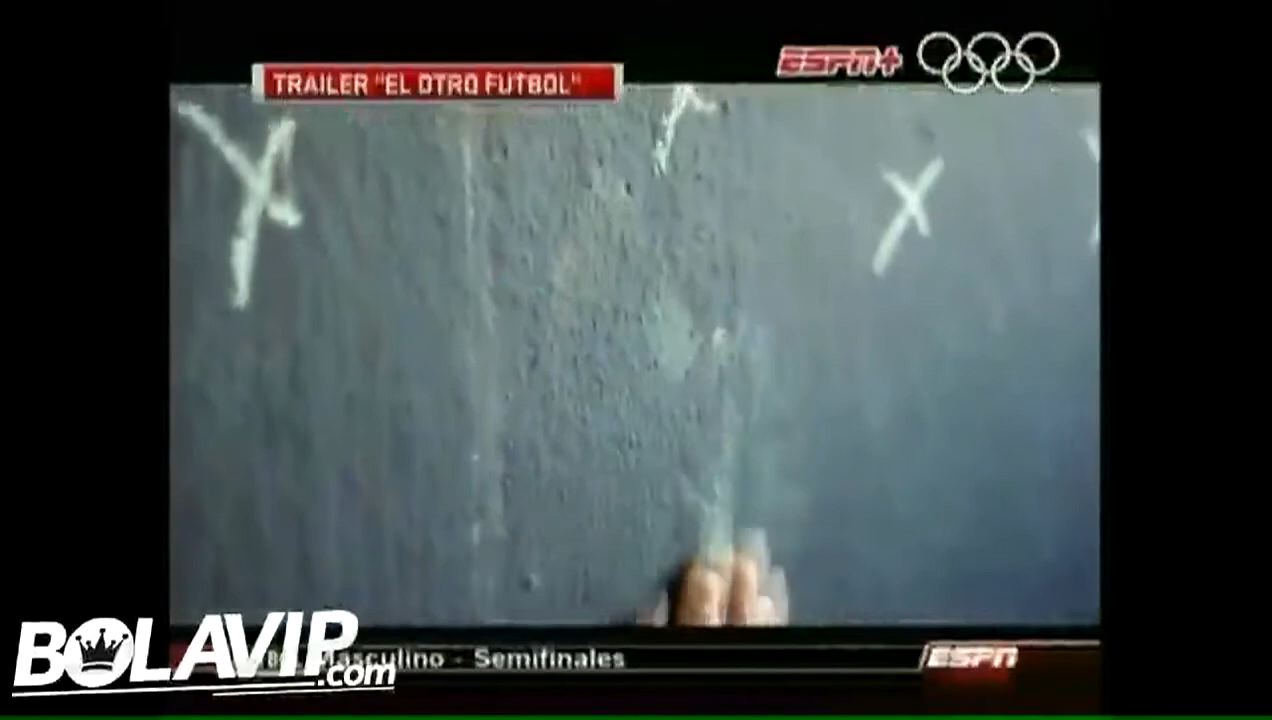 TRAILER "EL OTRO FUTBOL"
ESPN+
X
X
BOLAVIP
.com
Masculino - Semifinales
ESPN